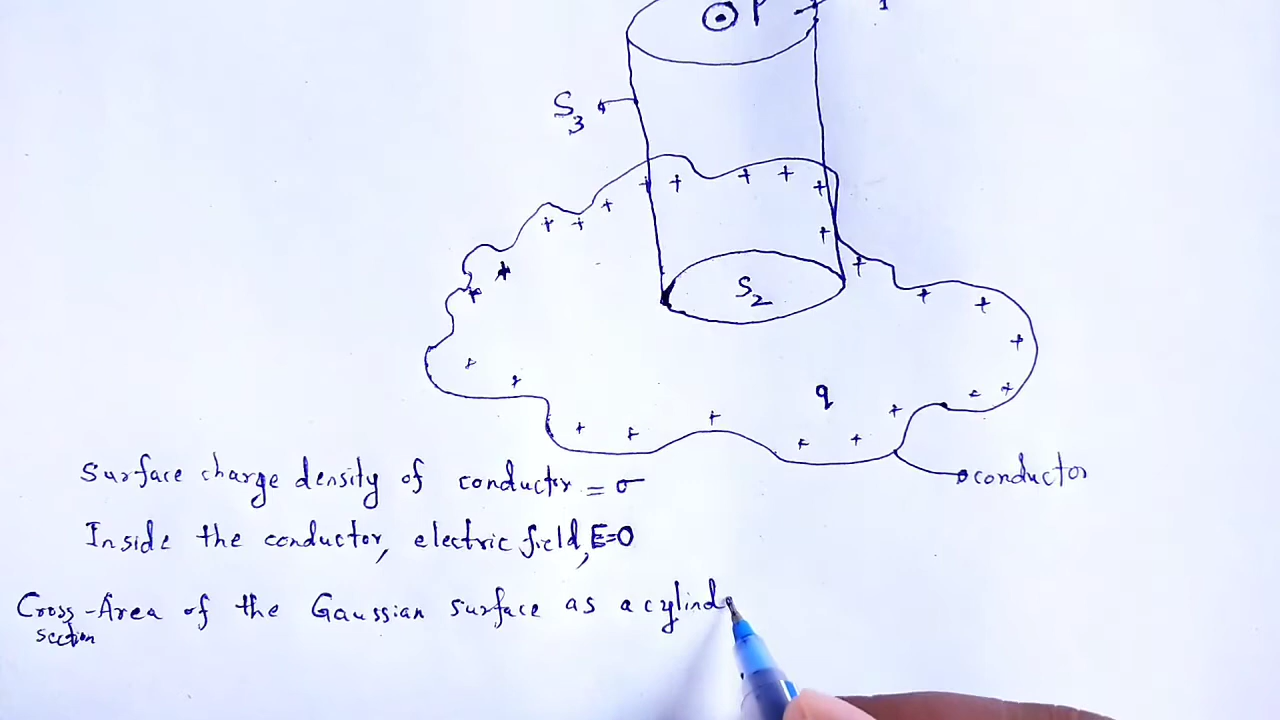 P
S3
S2
q
conductor
Surface charge density of conductor = σ
Inside the conductor, electric field, E=0
Cross-Area of the Gaussian surface as a cylinde
section